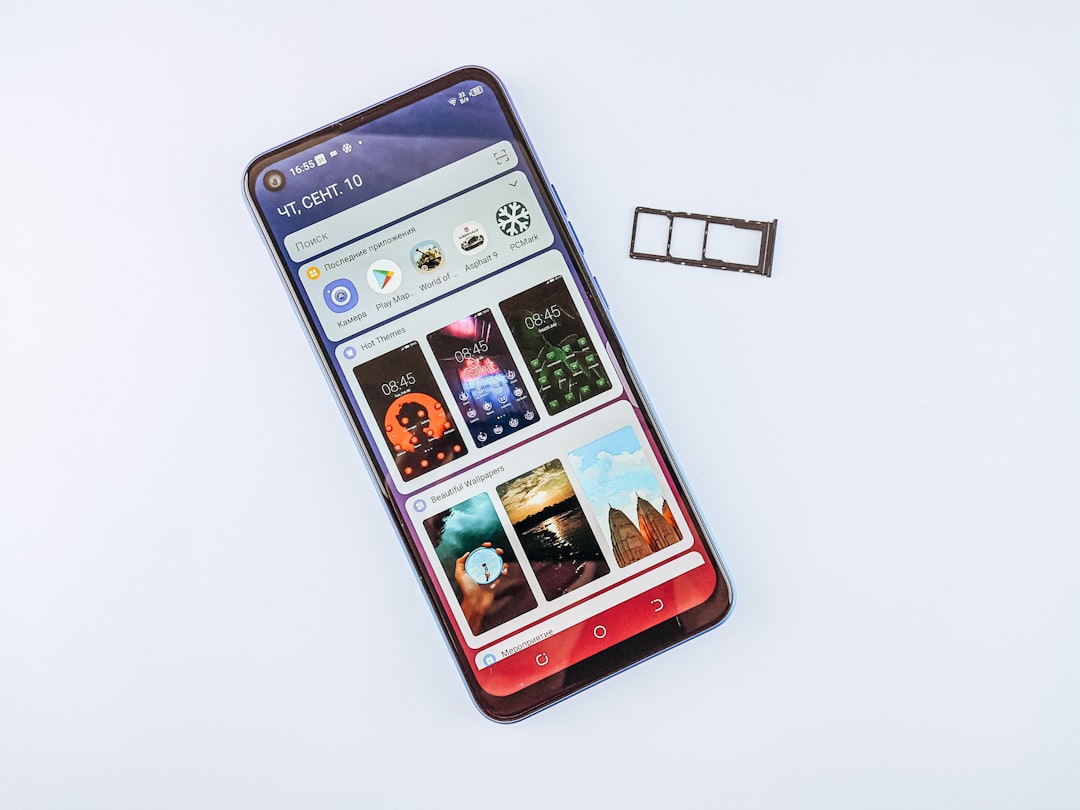 16:55
ЧТ, СЕНТ. 10
Поиск
Последние приложения
Камера
Play Мар...
World of ...
Asphalt 9
PCMark
Hot Themes
08:45
08:45
08:45
Beautiful Wallpapers
Мероприятие